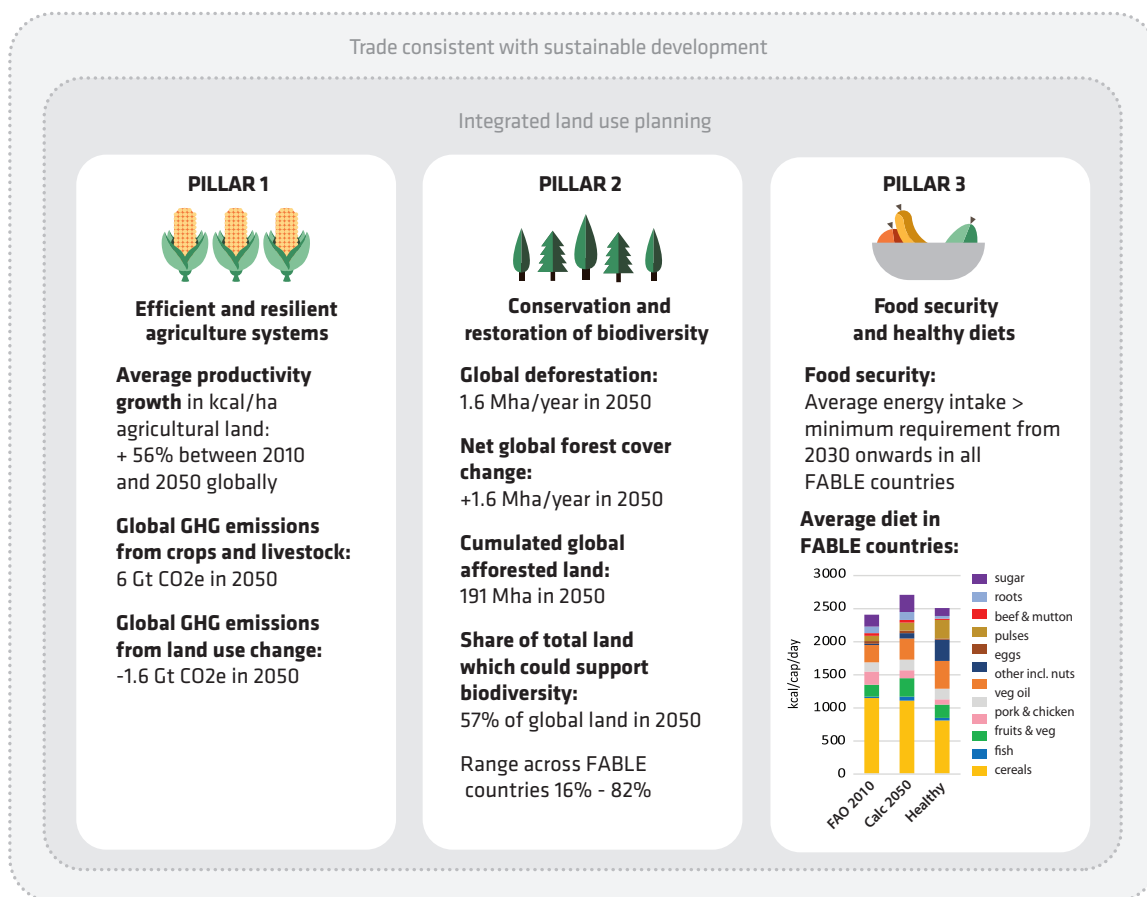 Trade consistent with sustainable development
Integrated land use planning
PILLAR 1
Efficient and resilient
agriculture systems
Average productivity
growth in kcal/ha
agricultural land:
+ 56% between 2010
and 2050 globally
Global GHG emissions
from crops and livestock:
6 Gt CO2e in 2050
Global GHG emissions
from land use change:
-1.6 Gt CO2e in 2050
PILLAR 2
Conservation and
restoration of biodiversity
Global deforestation:
1.6 Mha/year in 2050
Net global forest cover
change:
+1.6 Mha/year in 2050
Cumulated global
afforested land:
191 Mha in 2050
Share of total land
which could support
biodiversity:
57% of global land in 2050
Range across FABLE
countries 16% - 82%
PILLAR 3
Food security
and healthy diets
Food security:
Average energy intake >
minimum requirement from
2030 onwards in all
FABLE countries
Average diet in
FABLE countries:
kcal/cap/day
3000
2500
2000
1500
1000
500
0
FAO 2010
Calc 2050
Healthy
sugar
roots
beef & mutton
pulses
eggs
other incl. nuts
veg oil
pork & chicken
fruits & veg
fish
cereals